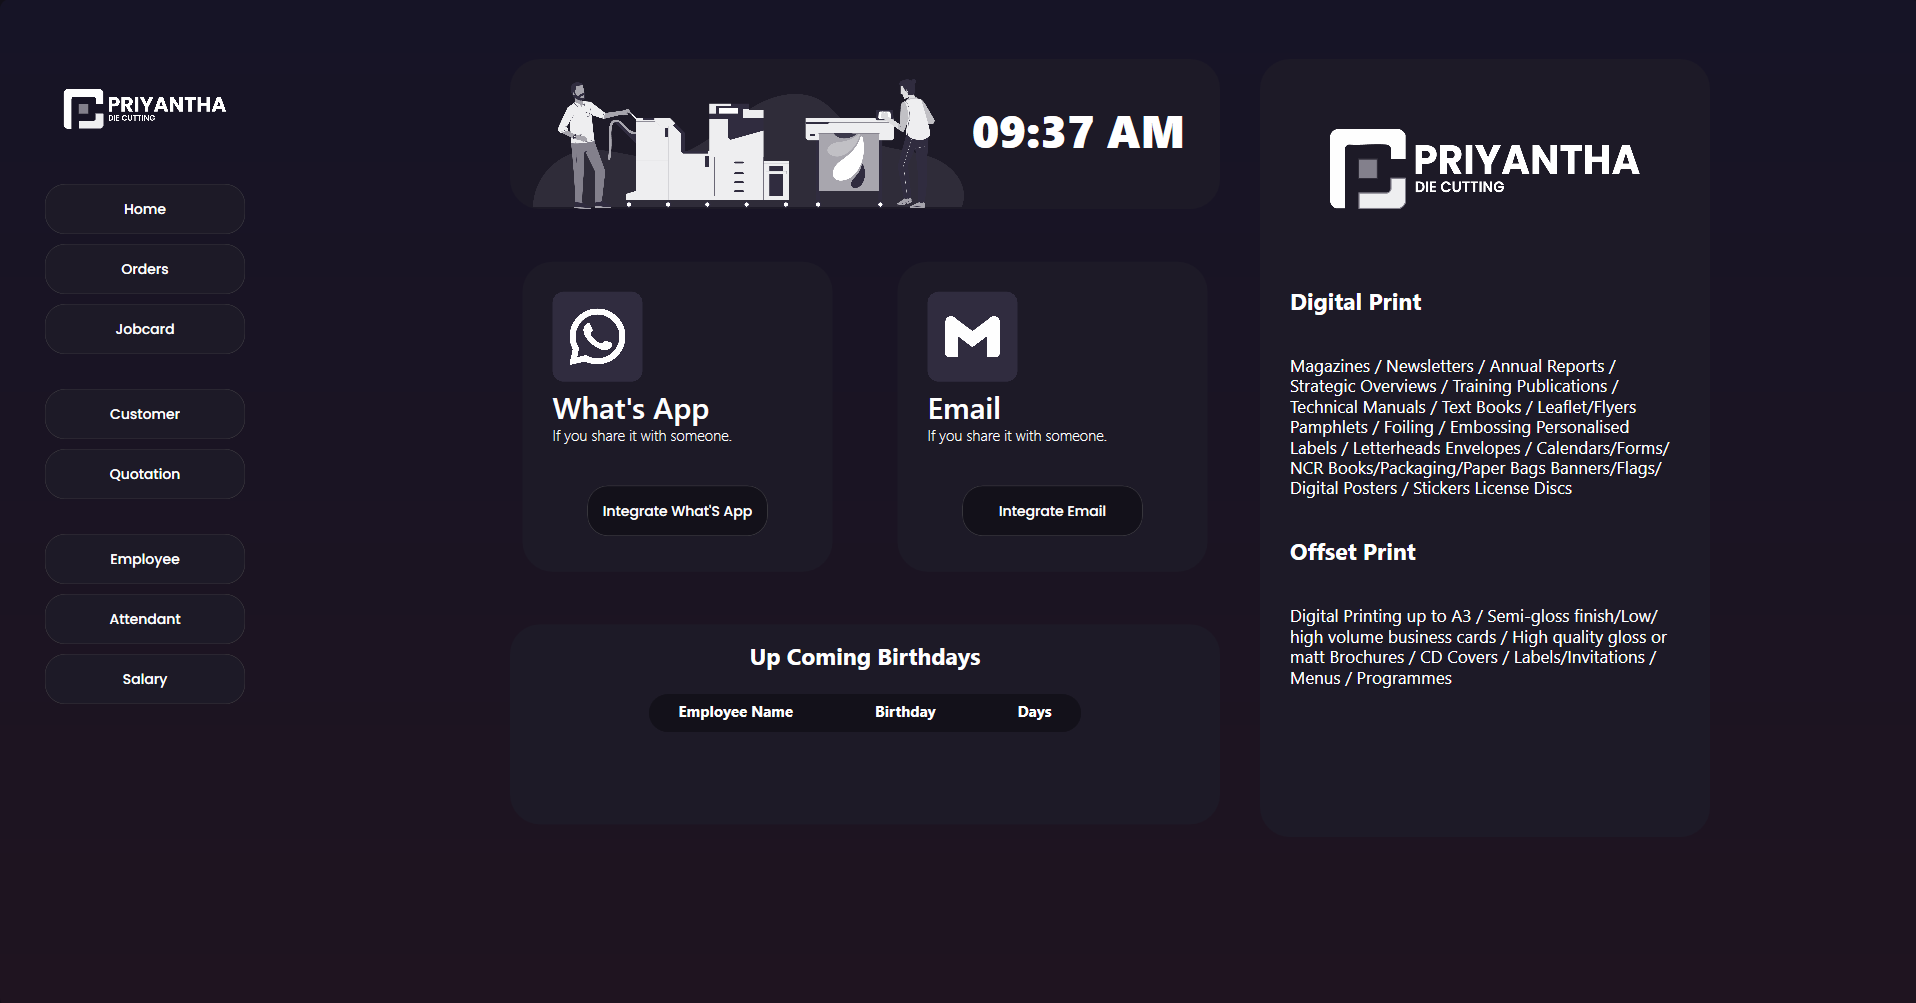 PRIYANTHA
DIE CUTTING
Home
Orders
Jobcard
Customer
Quotation
Employee
Attendant
Salary
09:37 AM
What's App
If you share it with someone.
Integrate What'S App
Email
If you share it with someone.
Integrate Email
Up Coming Birthdays
Employee Name Birthday Days
PRIYANTHA
DIE CUTTING
Digital Print
Magazines / Newsletters / Annual Reports /
Strategic Overviews / Training Publications /
Technical Manuals / Text Books / Leaflet/Flyers
Pamphlets / Foiling / Embossing Personalised
Labels / Letterheads Envelopes / Calendars/Forms/
NCR Books/Packaging/Paper Bags Banners/Flags/
Digital Posters / Stickers License Discs
Offset Print
Digital Printing up to A3 / Semi-gloss finish/Low/
high volume business cards / High quality gloss or
matt Brochures / CD Covers / Labels/Invitations /
Menus / Programmes